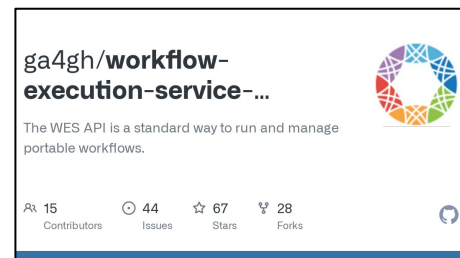 ga4gh/workflow-
execution-service-...
The WES API is a standard way to run and manage
portable workflows.
15 44 67 28
Contributors Issues Stars Forks